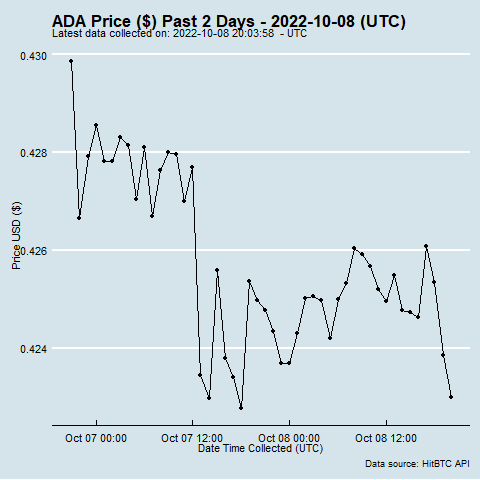 ADA Price ($) Past 2 Days - 2022-10-08 (UTC)
Latest data collected on: 2022-10-08 20:03:58 - UTC
0.430
0.428
0.426
0.424
Price USD ($)
Oct 07 00:00 Oct 07 12:00 Oct 08 00:00 Oct 08 12:00
Date Time Collected (UTC)
Data source: HitBTC API